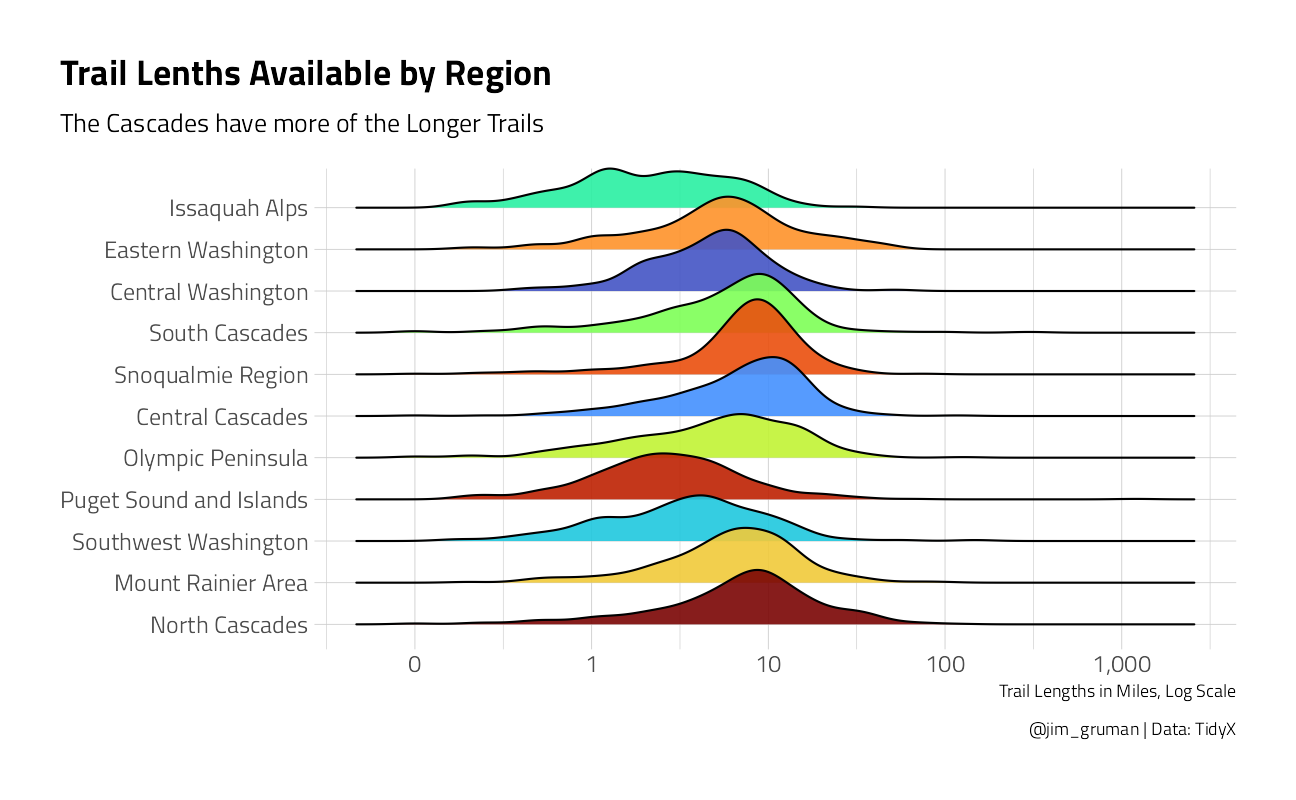 Trail Lenths Available by Region
The Cascades have more of the Longer Trails
Issaquah Alps
Eastern Washington
Central Washington
South Cascades
Snoqualmie Region
Central Cascades
Olympic Peninsula
Puget Sound and Islands
Southwest Washington
Mount Rainier Area
North Cascades
0 1 10 100 1,000
Trail Lengths in Miles, Log Scale
@jim_gruman | Data: TidyX